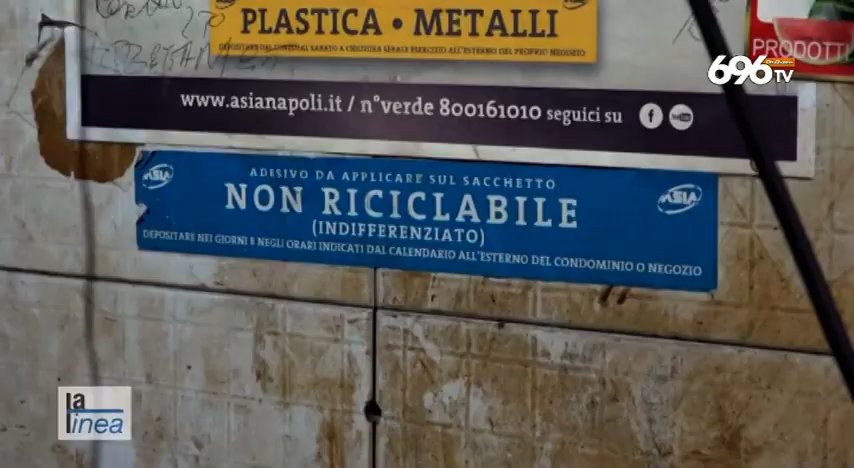 PLASTICA • METALLI
696
TV
PRODOTTI
www.asianapoli.it / n°verde 800161010 seguici su
ASIA
ADESIVO DA APPLICARE SUL SACCHETTO
ASIA
NON RICICLABILE
(INDIFFERENZIATO)
DEPOSITARE NEI GIORNI E NEGLI ORARI INDICATI DAL CALENDARIO ALL'ESTERNO DEL CONDOMINIO O NEGOZIO
la
linea